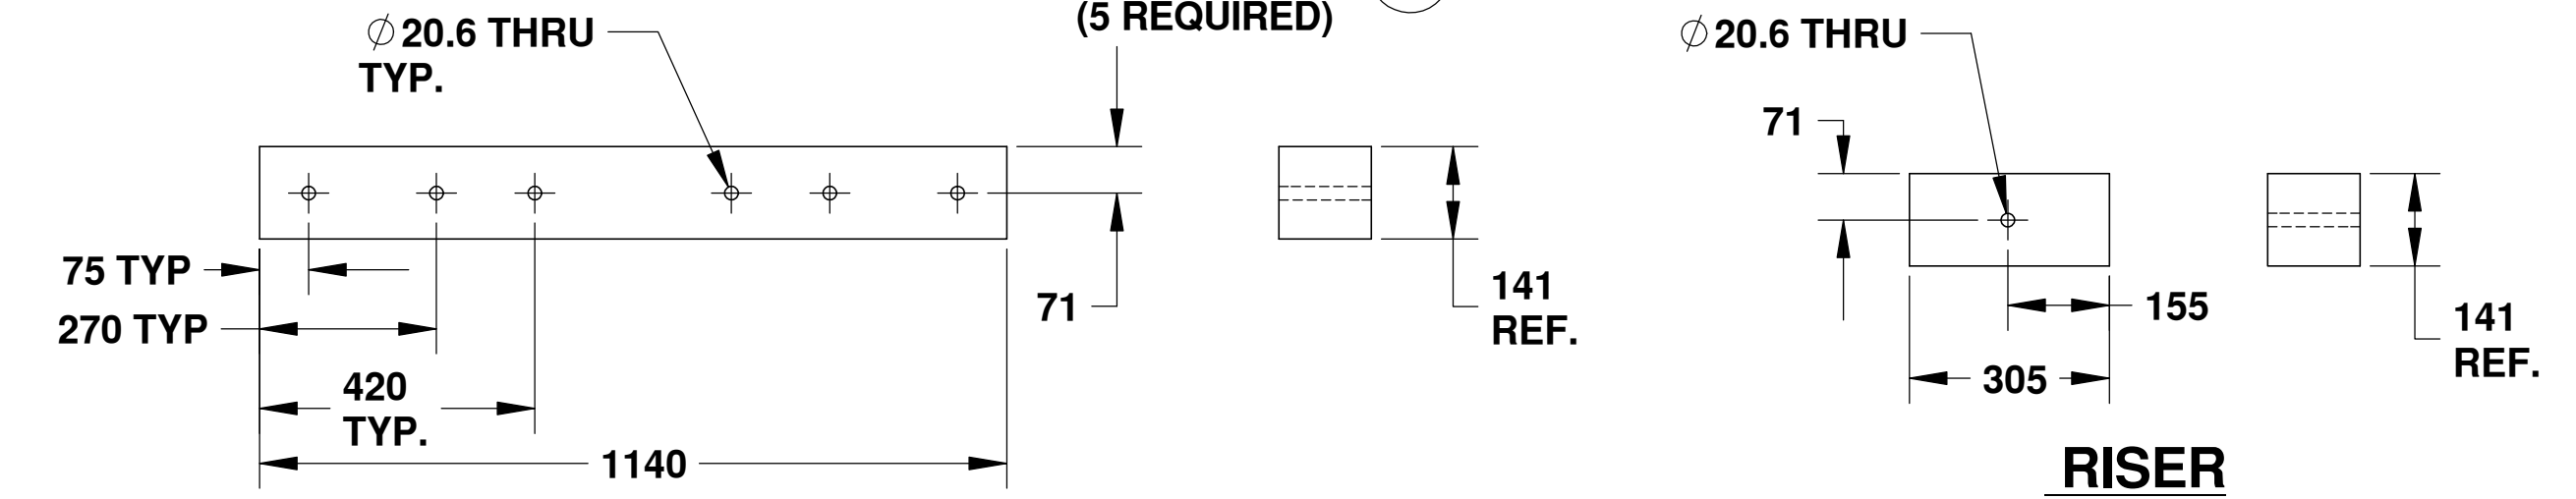 (5 REQUIRED)
⌀20.6 THRU
TYP.
75 TYP
270 TYP
420
TYP.
1140
71
141
REF.
⌀20.6 THRU
71
155
305
141
REF.
RISER